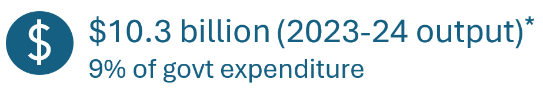 $
$10.3 billion (2023-24 output)*
9% of govt expenditure